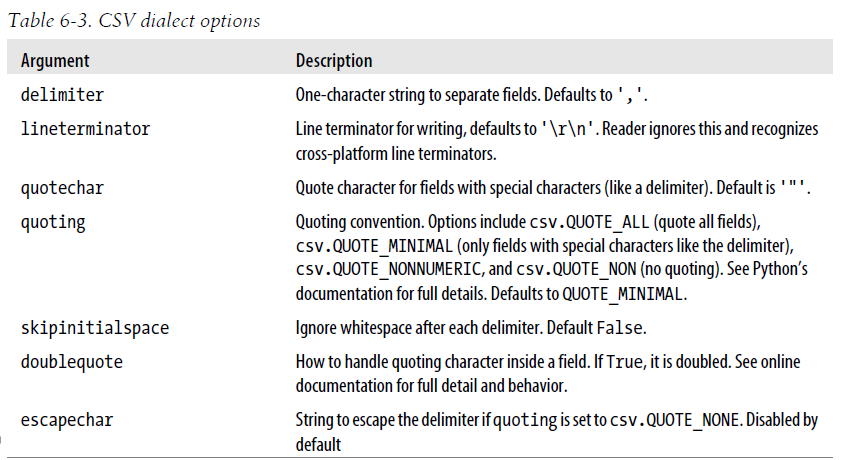 Table 6-3. CSV dialect options
Argument Description
delimiter One-character string to separate fields. Defaults to ','.
lineterminator Line terminator for writing, defaults to '\r\n'. Reader ignores this and recognizes
cross-platform line terminators.
quotechar Quote character for fields with special characters (like a delimiter). Default is '"'.
quoting Quoting convention. Options include csv.QUOTE_ALL (quote all fields),
csv.QUOTE_MINIMAL (only fields with special characters like the delimiter),
csv.QUOTE_NONNUMERIC, and csv.QUOTE_NON (no quoting). See Python's
documentation for full details. Defaults to QUOTE_MINIMAL.
skipinitialspace Ignore whitespace after each delimiter. Default False.
doublequote How to handle quoting character inside a field. If True, it is doubled. See online
documentation for full detail and behavior.
escapechar String to escape the delimiter if quoting is set to csv.QUOTE_NONE. Disabled by
default